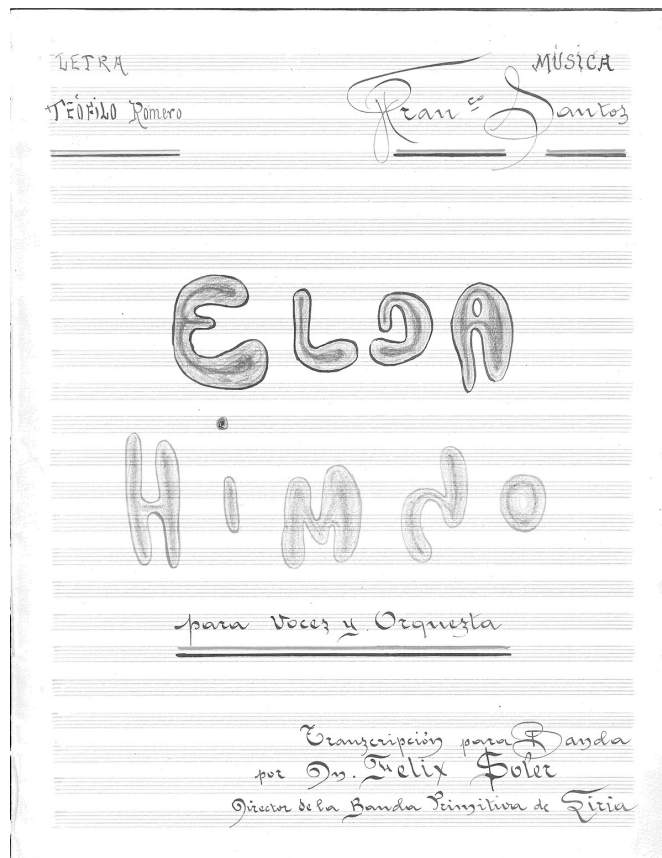 LETRA
MÚSICA
TEÓFILO Romero
Fran.co Santos
ELDA
HiMNO
para Voces y Orquesta
Transcripción para Banda
por Dn. Felix Soler
Director de la Banda Primitiva de Liria